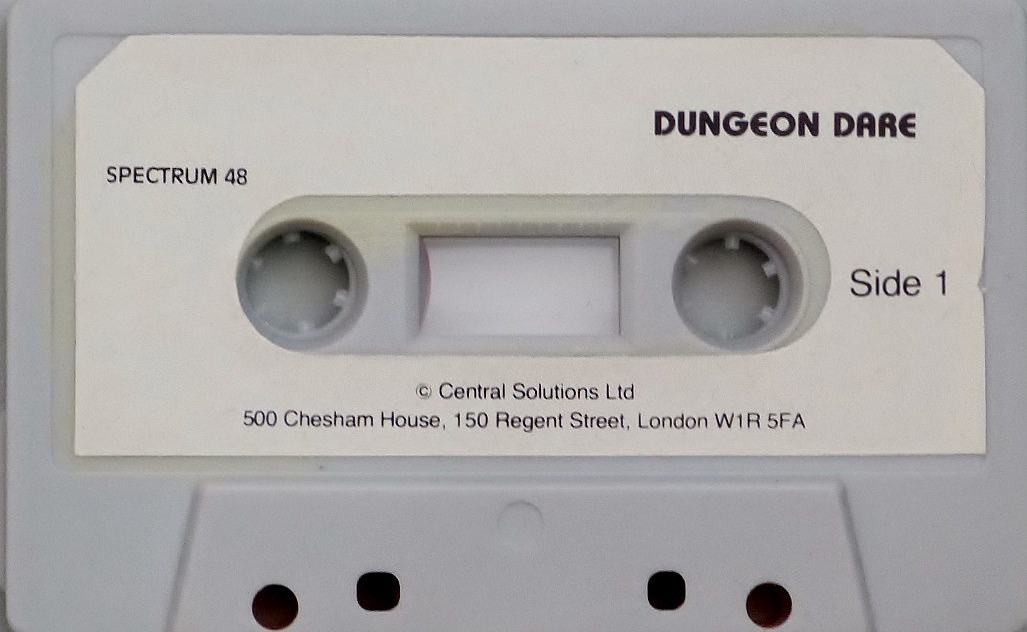 DUNGEON DARE
SPECTRUM 48
Side 1
© Central Solutions Ltd
500 Chesham House, 150 Regent Street, London W1R 5FA